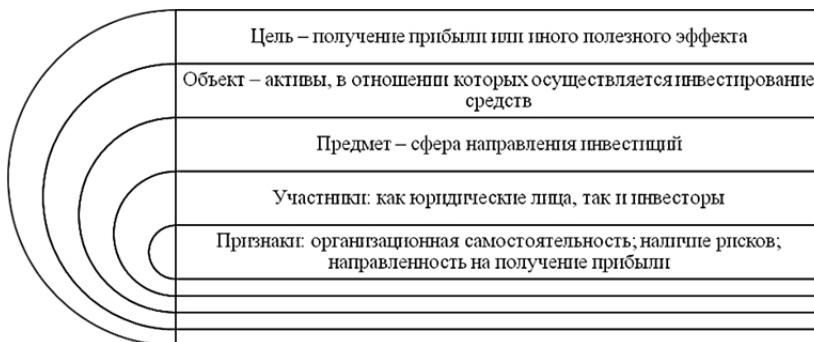 Цель – получение прибыли или иного полезного эффекта
Объект – активы, в отношении которых осуществляется инвестирование
средств
Предмет – сфера направления инвестиций
Участники: как юридические лица, так и инвесторы
Признаки: организационная самостоятельность; наличие рисков;
направленность на получение прибыли